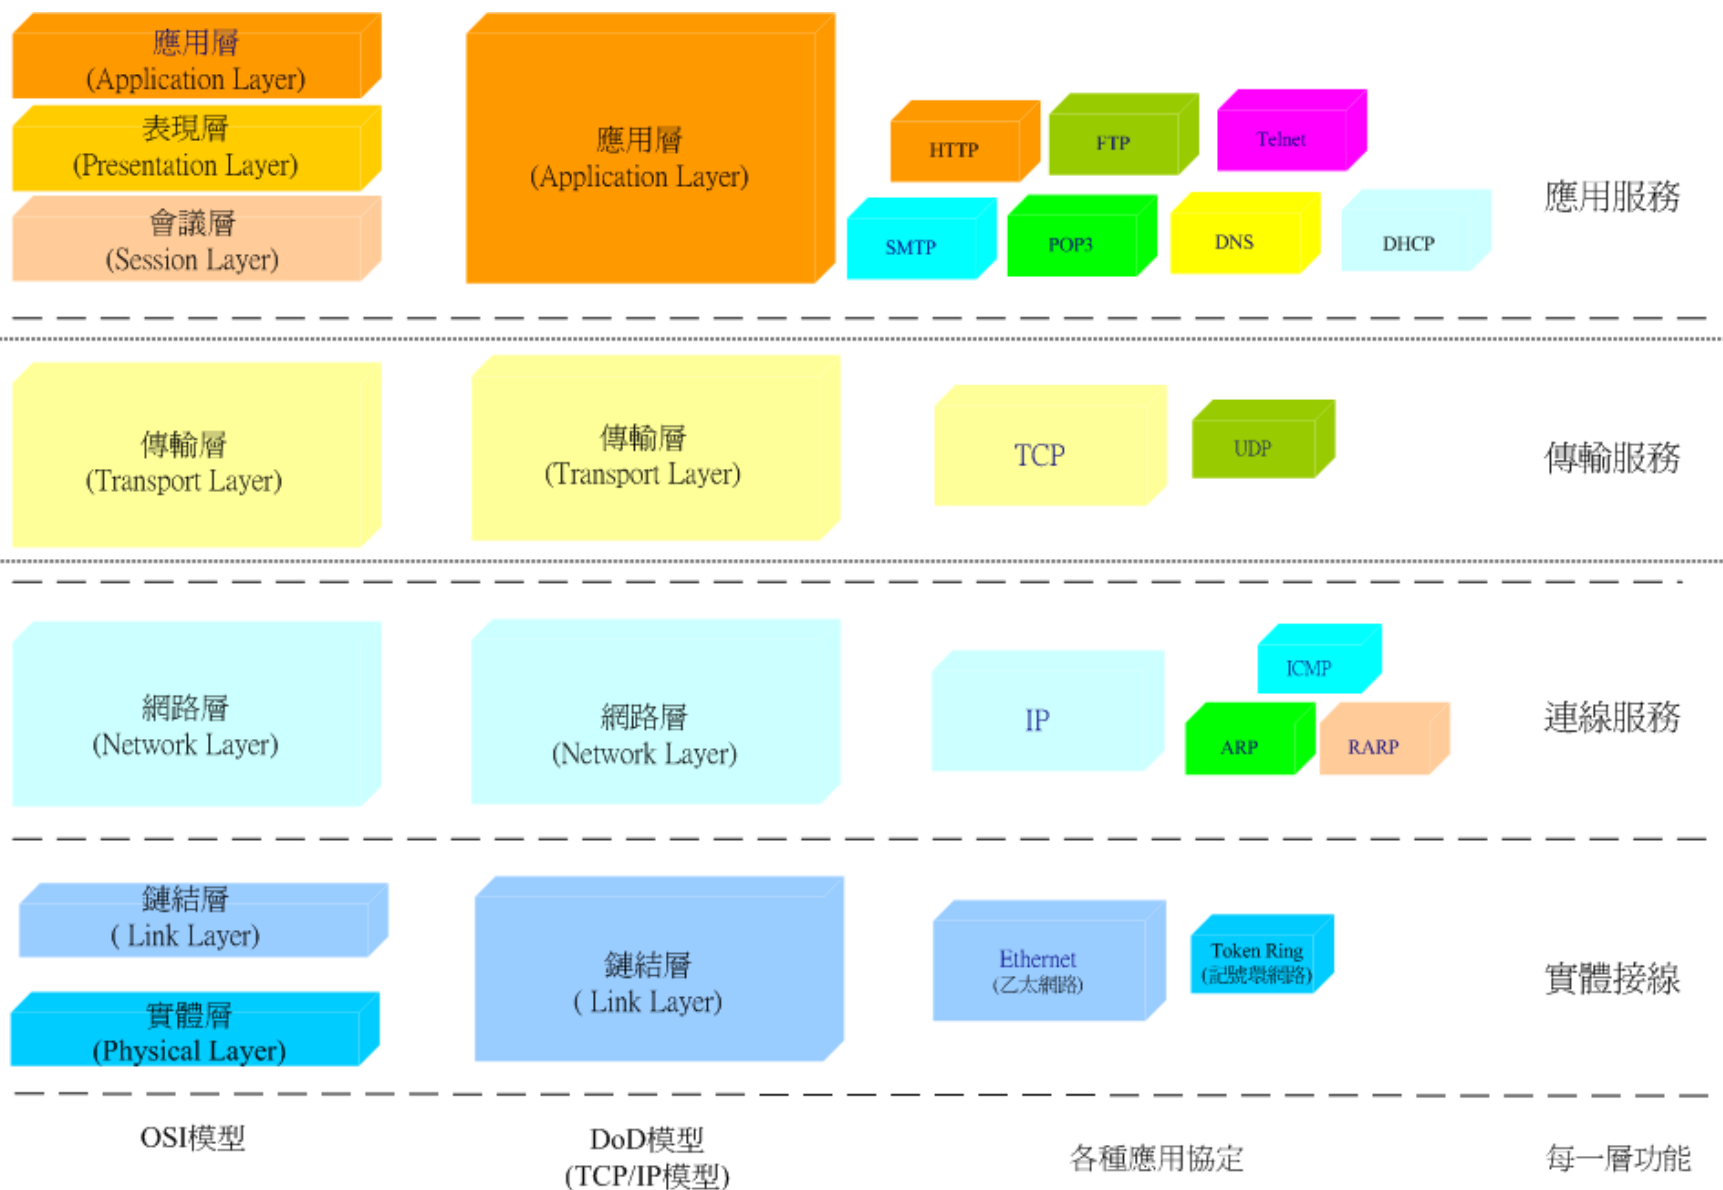 應用層
(Application Layer)
表現層
(Presentation Layer)
會議層
(Session Layer)
應用層
(Application Layer)
HTTP
FTP
Telnet
SMTP
POP3
DNS
DHCP
應用服務
傳輸層
(Transport Layer)
傳輸層
(Transport Layer)
TCP
UDP
傳輸服務
網路層
(Network Layer)
網路層
(Network Layer)
IP
ICMP
ARP
RARP
連線服務
鏈結層
( Link Layer)
實體層
(Physical Layer)
鏈結層
( Link Layer)
Ethernet
(乙太網路)
Token Ring
(記號環網路)
實體接線
OSI模型
DoD模型
(TCP/IP模型)
各種應用協定
每一層功能